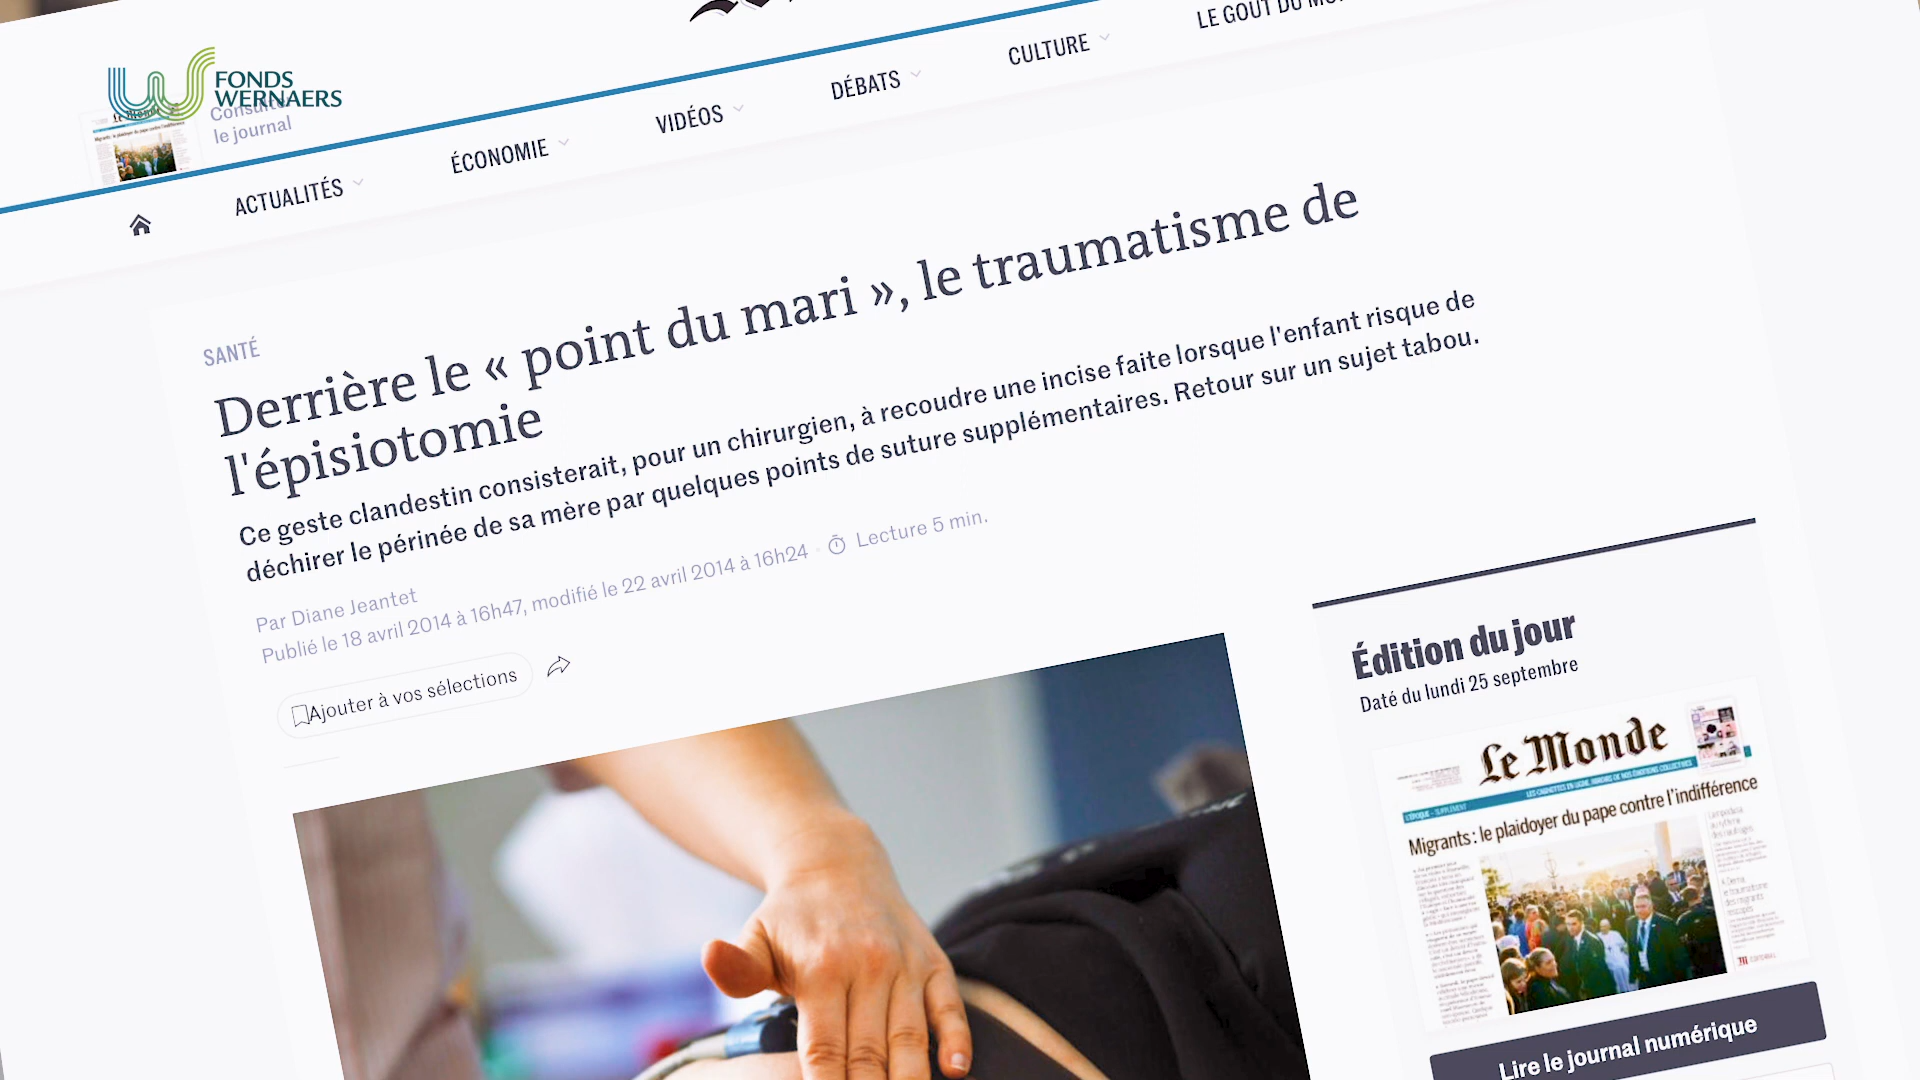 FONDS
WERNAERS
Consulter
le journal
LE GOÛT DU
CULTURE
DÉBATS
VIDÉOS
ÉCONOMIE
ACTUALITÉS
SANTÉ
Derrière le « point du mari », le traumatisme de
l'épisiotomie
Ce geste clandestin consisterait, pour un chirurgien, à recoudre une incise faite lorsque l'enfant risque de
déchirer le périnée de sa mère par quelques points de suture supplémentaires. Retour sur un sujet tabou.
Par Diane Jeantet
Publié le 18 avril 2014 à 16h47, modifié le 22 avril 2014 à 16h24 · Lecture 5 min.
Ajouter à vos sélections
Édition du jour
Daté du lundi 25 septembre
Le Monde
Migrants : le plaidoyer du pape contre l'indifférence
Lire le journal numérique